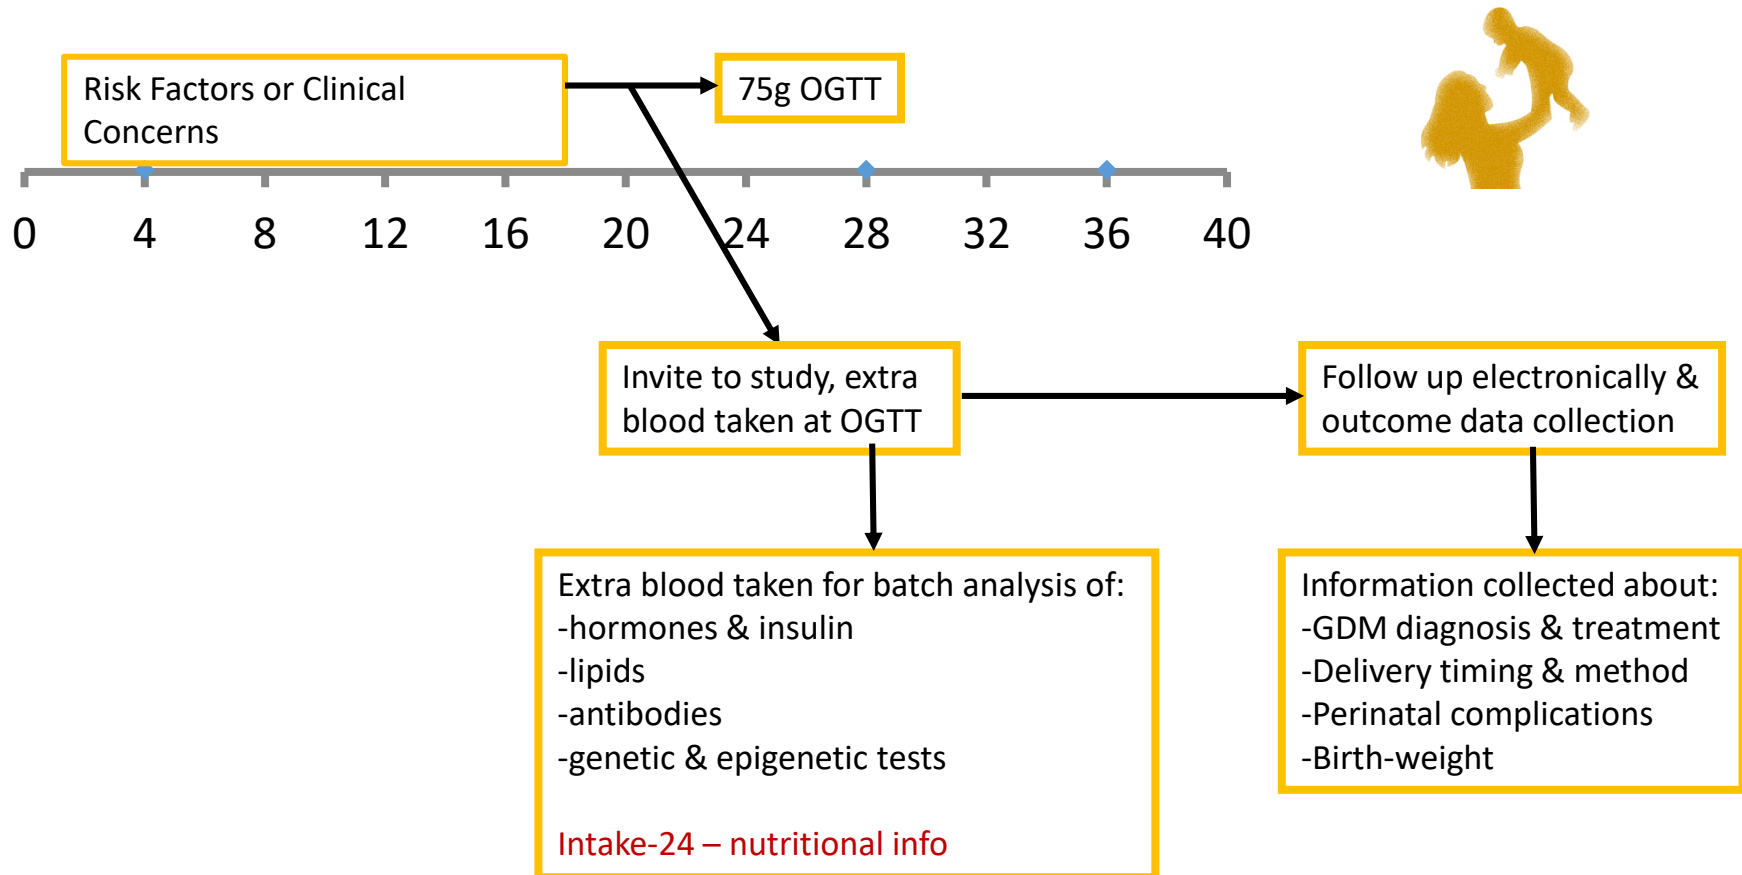 Risk Factors or Clinical
Concerns
75g OGTT
0 4 8 12 16 20 24 28 32 36 40
Invite to study, extra
blood taken at OGTT
Follow up electronically &
outcome data collection
Extra blood taken for batch analysis of:
-hormones & insulin
-lipids
-antibodies
-genetic & epigenetic tests
Intake-24 – nutritional info
Information collected about:
-GDM diagnosis & treatment
-Delivery timing & method
-Perinatal complications
-Birth-weight